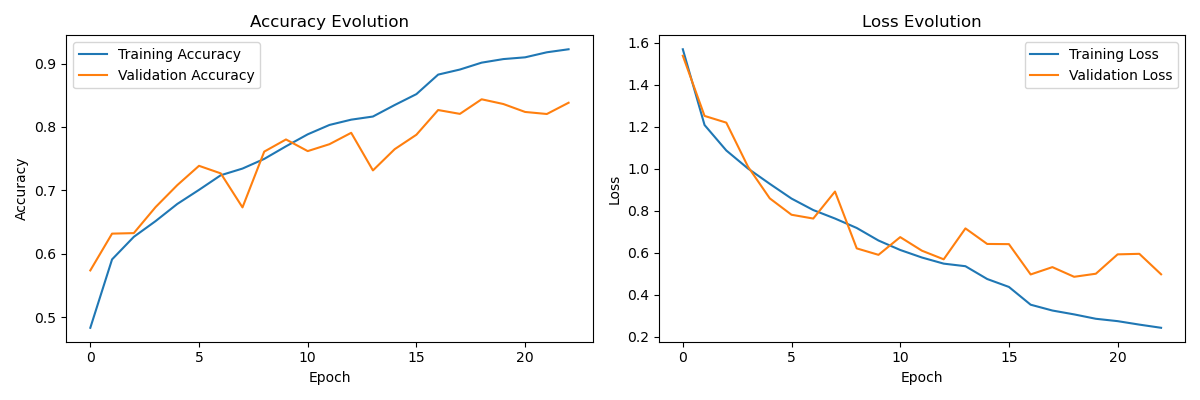 Accuracy Evolution
Training Accuracy
Validation Accuracy
0.9
0.8
0.7
0.6
0.5
Accuracy
0 5 10 15 20
Epoch
Loss Evolution
Training Loss
Validation Loss
1.6
1.4
1.2
1.0
0.8
0.6
0.4
0.2
Loss
0 5 10 15 20
Epoch